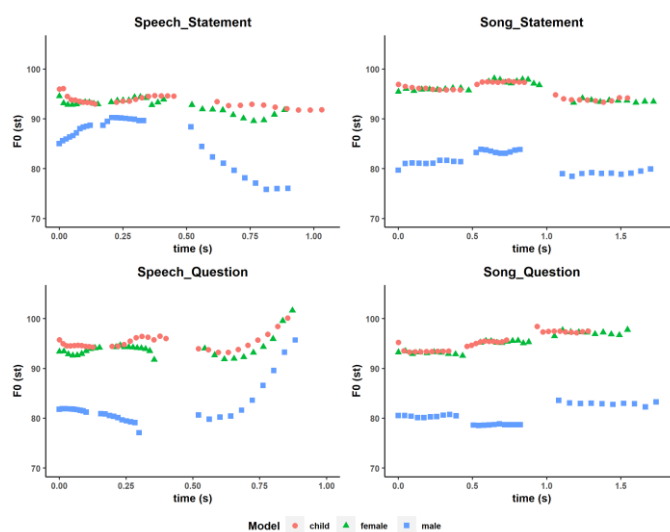 Speech_Statement
Song_Statement
F0 (st)
100
90
80
70
0.00 0.25 0.50 0.75 1.00
time (s)
F0 (st)
100
90
80
70
0.0 0.5 1.0 1.5
time (s)
Speech_Question
Song_Question
F0 (st)
100
90
80
70
0.00 0.25 0.50 0.75 1.00
time (s)
F0 (st)
100
90
80
70
0.0 0.5 1.0 1.5
time (s)
Model child female male